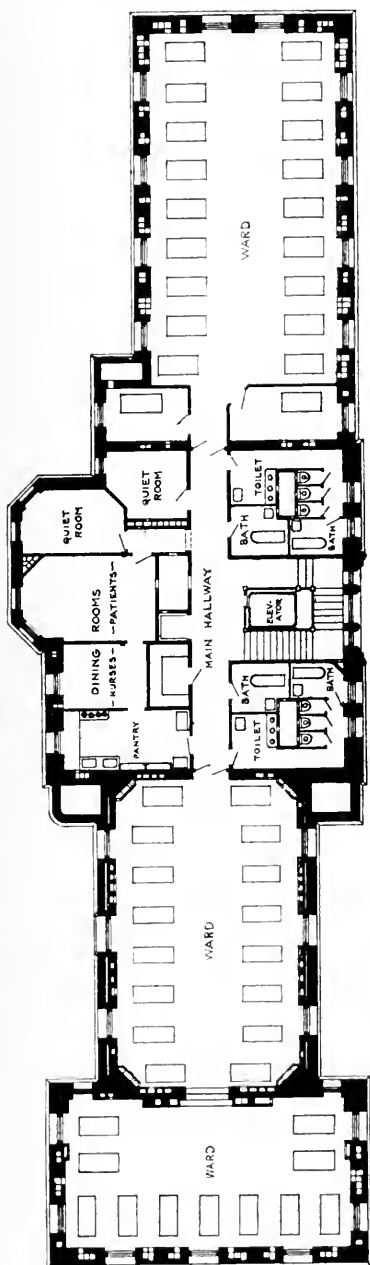 WARD
QUIET ROOM
QUIET ROOM
TOILET
BATH
BATH
DINING ROOMS
PATIENTS
NURSES
MAIN HALLWAY
ELEV-
ATOR
PANTRY
BATH
BATH
TOILET
WARD
WARD